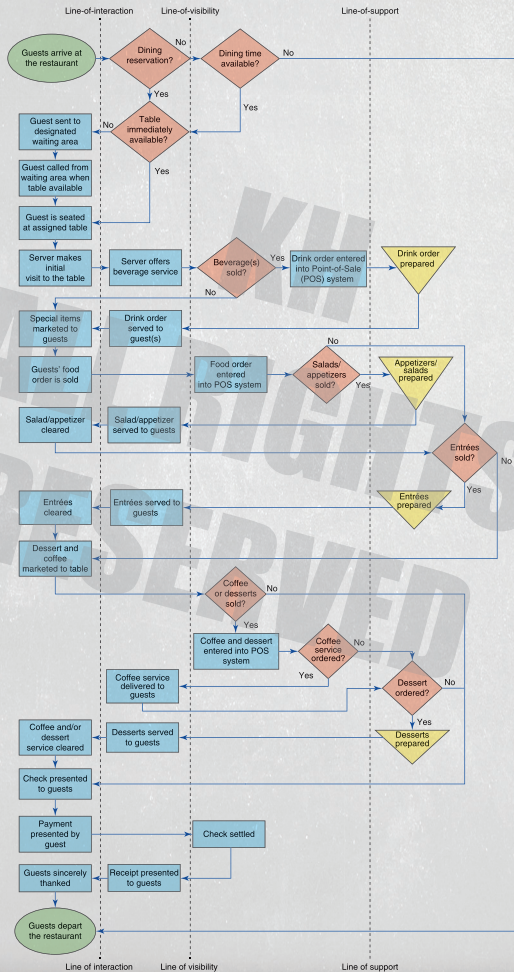 Line-of-interaction
Line-of-visibility
Line-of-support
Guests arrive at
the restaurant
Dining
reservation?
No
Dining time
available?
No
Yes
Yes
Guest sent to
designated
waiting area
No
Table
immediately
available?
Guest called from
waiting area when
table available
Yes
Guest is seated
at assigned table
Server makes
initial
visit to the table
Server offers
beverage service
Beverage(s)
sold?
Yes
Drink order entered
into Point-of-Sale
(POS) system
Drink order
prepared
No
Special items
marketed to
guests
Drink order
served to
guest(s)
No
Guests' food
order is sold
Food order
entered
into POS system
Salads/
appetizers
sold?
Yes
Appetizers/
salads
prepared
Salad/appetizer
cleared
Salad/appetizer
served to guests
Entrées
sold?
No
Yes
Entrées
cleared
Entrées served to
guests
Entrées
prepared
Dessert and
coffee
marketed to table
Coffee
or desserts
sold?
No
Yes
Coffee and dessert
entered into POS
system
Coffee
service
ordered?
No
Yes
Coffee service
delivered to
guests
Dessert
ordered?
No
Yes
Coffee and/or
dessert
service cleared
Desserts served
to guests
Desserts
prepared
Check presented
to guests
Payment
presented by
guest
Check settled
Guests sincerely
thanked
Receipt presented
to guests
Guests depart
the restaurant
Line of interaction
Line of visibility
Line of support
KH
ALL RIGHTS
RESERVED